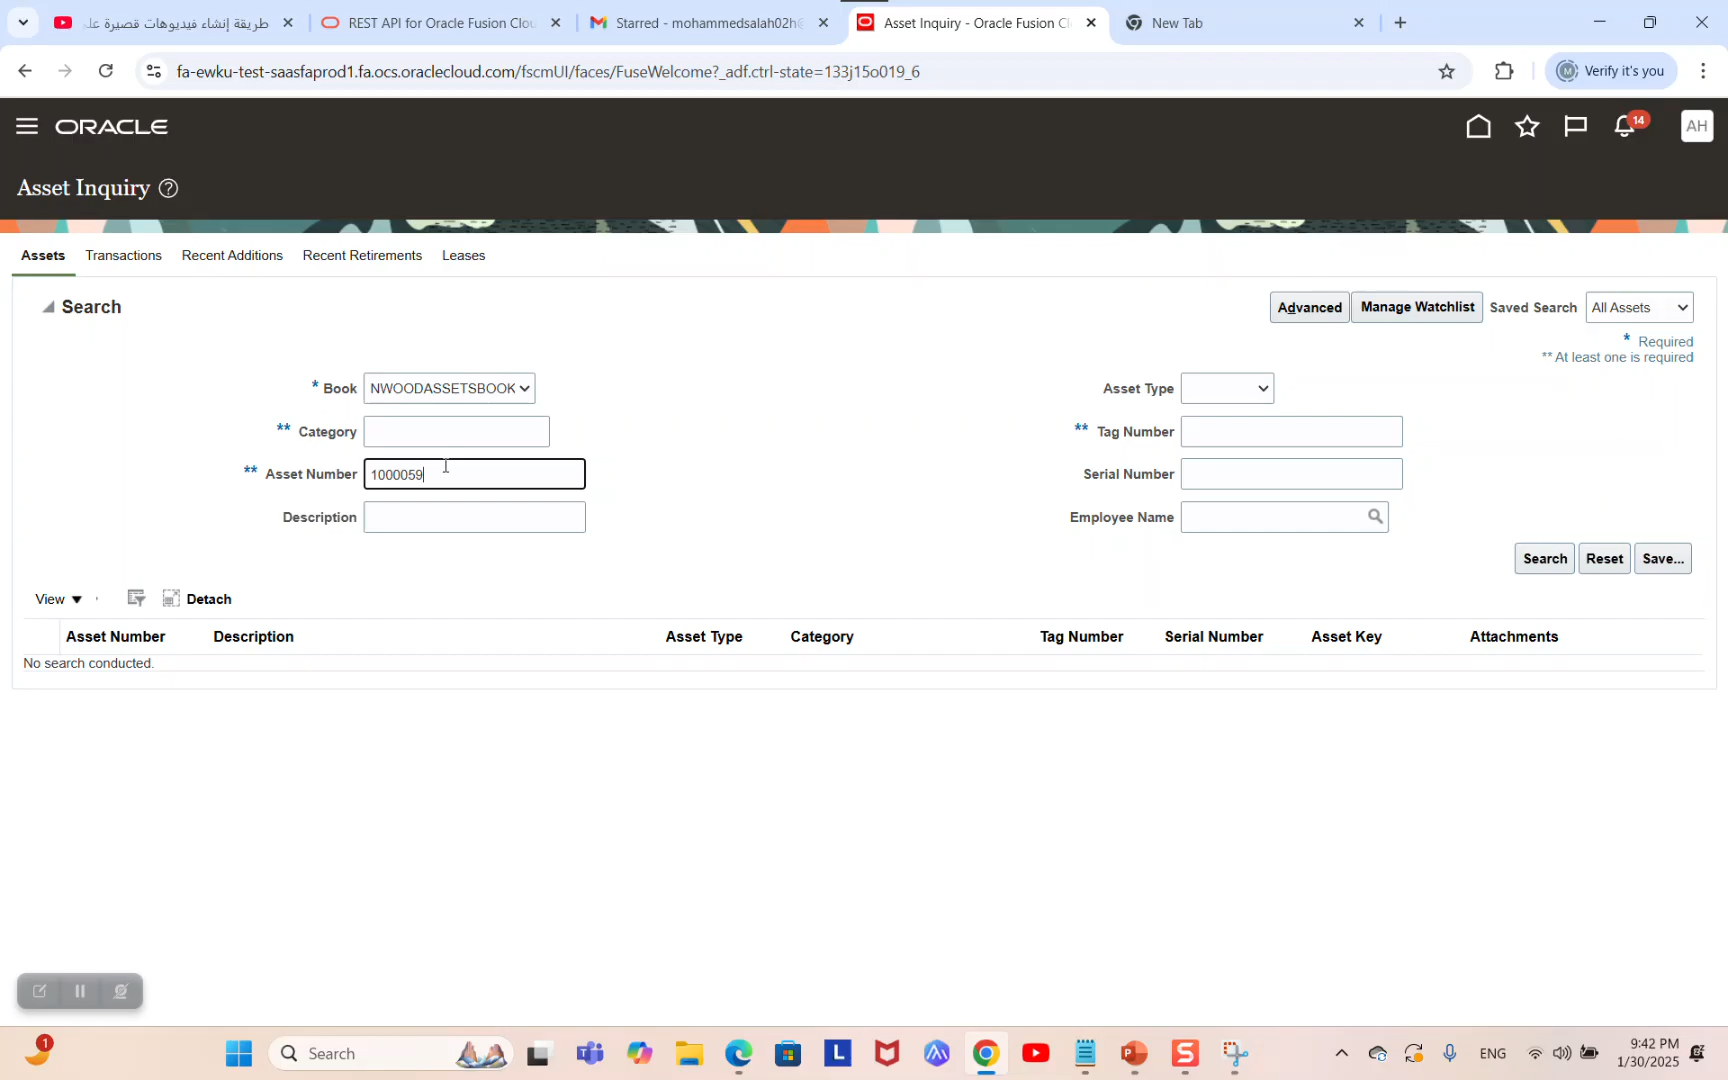 طريقة إنشاء فيديوهات قصيرة عل
REST API for Oracle Fusion Clou
Starred - mohammedsalah02h@
Asset Inquiry - Oracle Fusion Cl
New Tab
fa-ewku-test-saasfaprod1.fa.ocs.oraclecloud.com/fscmUI/faces/FuseWelcome?_adf.ctrl-state=133j15o019_6
M
Verify it's you
ORACLE
14
AH
Asset Inquiry
Assets Transactions Recent Additions Recent Retirements Leases
Search
Advanced Manage Watchlist Saved Search All Assets
* Required
** At least one is required
* Book NWOODASSETSBOOK
Asset Type
** Category
** Tag Number
** Asset Number 1000059
Serial Number
Description
Employee Name
Search Reset Save...
View Detach
Asset Number Description Asset Type Category Tag Number Serial Number Asset Key Attachments
No search conducted.
1
Search
L
ENG
9:42 PM
1/30/2025